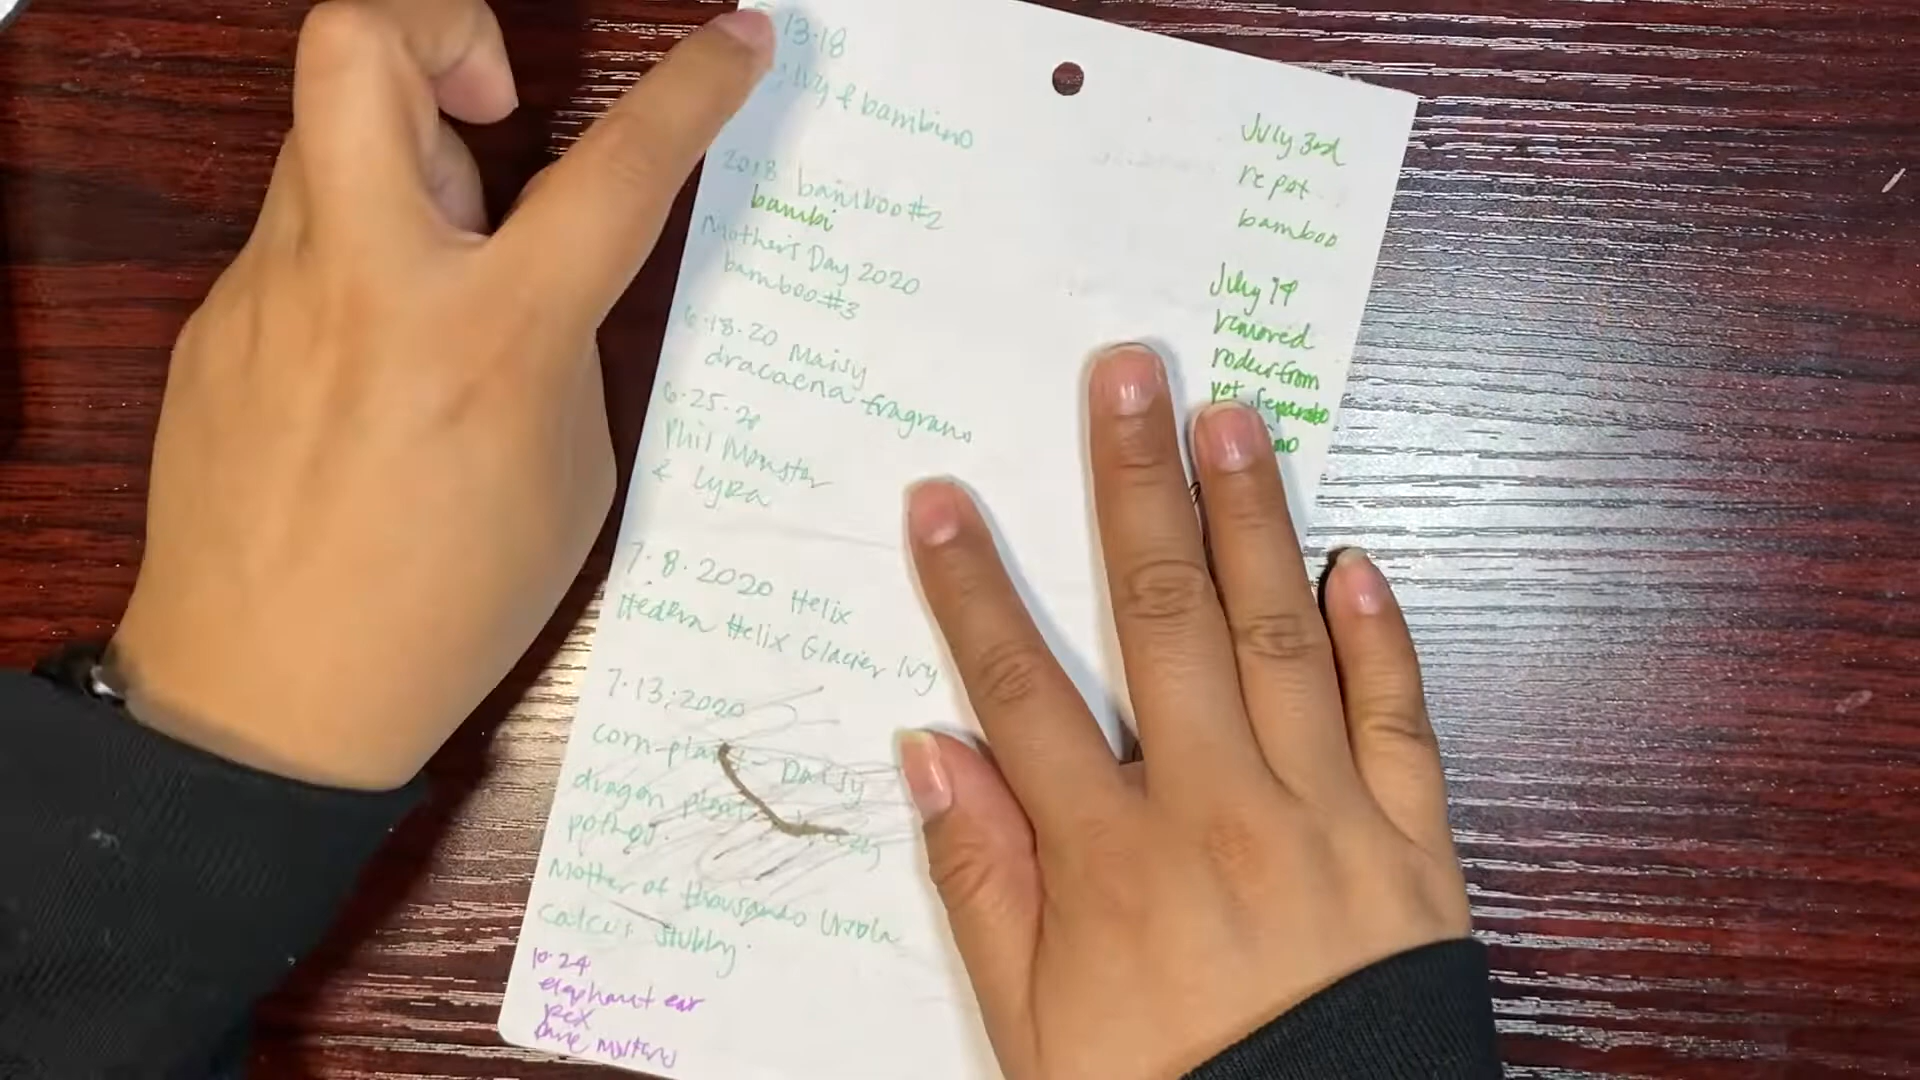 13·18
Ivy & bambino
2018 bamboo #2
bambi
Mother's Day 2020
bamboo #3
6·18·20 Maisy
dracaena fragrans
6·25·20
Phil Monster
& Lyra
7·8·2020 Helix
Hedera Helix Glacier Ivy
7·13·2020
corn-plant - Daisy
dragon plant
pothos.
Mother of thousands Ursula
Stubby.
10·24
elephant ear
rex
July 3rd
repot
bamboo
July 19
removed
from
pot separate